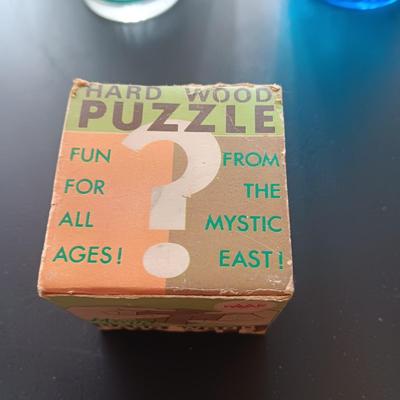 HARD WOOD
PUZZLE
FUN FROM
FOR THE
ALL MYSTIC
AGES! EAST!